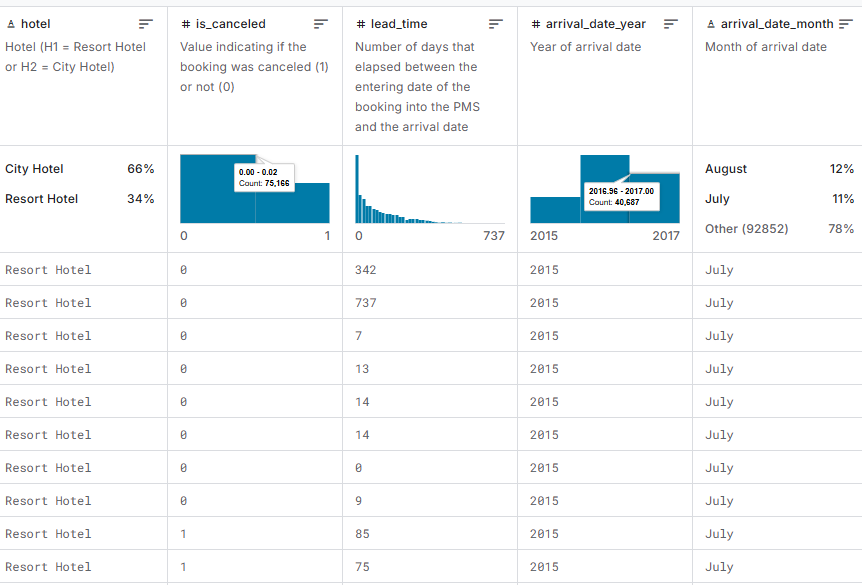 hotel
Hotel (H1 = Resort Hotel
or H2 = City Hotel)
# is_canceled
Value indicating if the
booking was canceled (1)
or not (0)
# lead_time
Number of days that
elapsed between the
entering date of the
booking into the PMS
and the arrival date
# arrival_date_year
Year of arrival date
A arrival_date_month
Month of arrival date
City Hotel 66%
Resort Hotel 34%
0.00 - 0.02
Count: 75,166
0 1
0 737
2016.96 - 2017.00
Count: 40,687
2015 2017
August 12%
July 11%
Other (92852) 78%
Resort Hotel 0 342 2015 July
Resort Hotel 0 737 2015 July
Resort Hotel 0 7 2015 July
Resort Hotel 0 13 2015 July
Resort Hotel 0 14 2015 July
Resort Hotel 0 14 2015 July
Resort Hotel 0 0 2015 July
Resort Hotel 0 9 2015 July
Resort Hotel 1 85 2015 July
Resort Hotel 1 75 2015 July